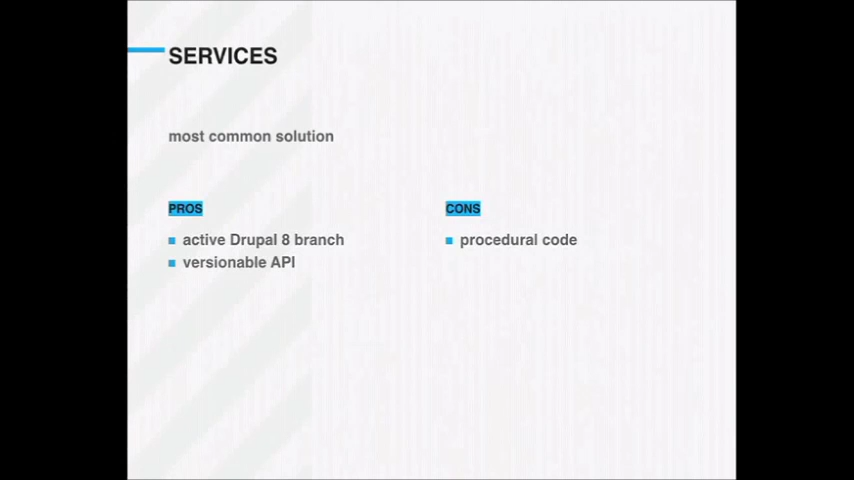 SERVICES
most common solution
PROS
active Drupal 8 branch
versionable API
CONS
procedural code